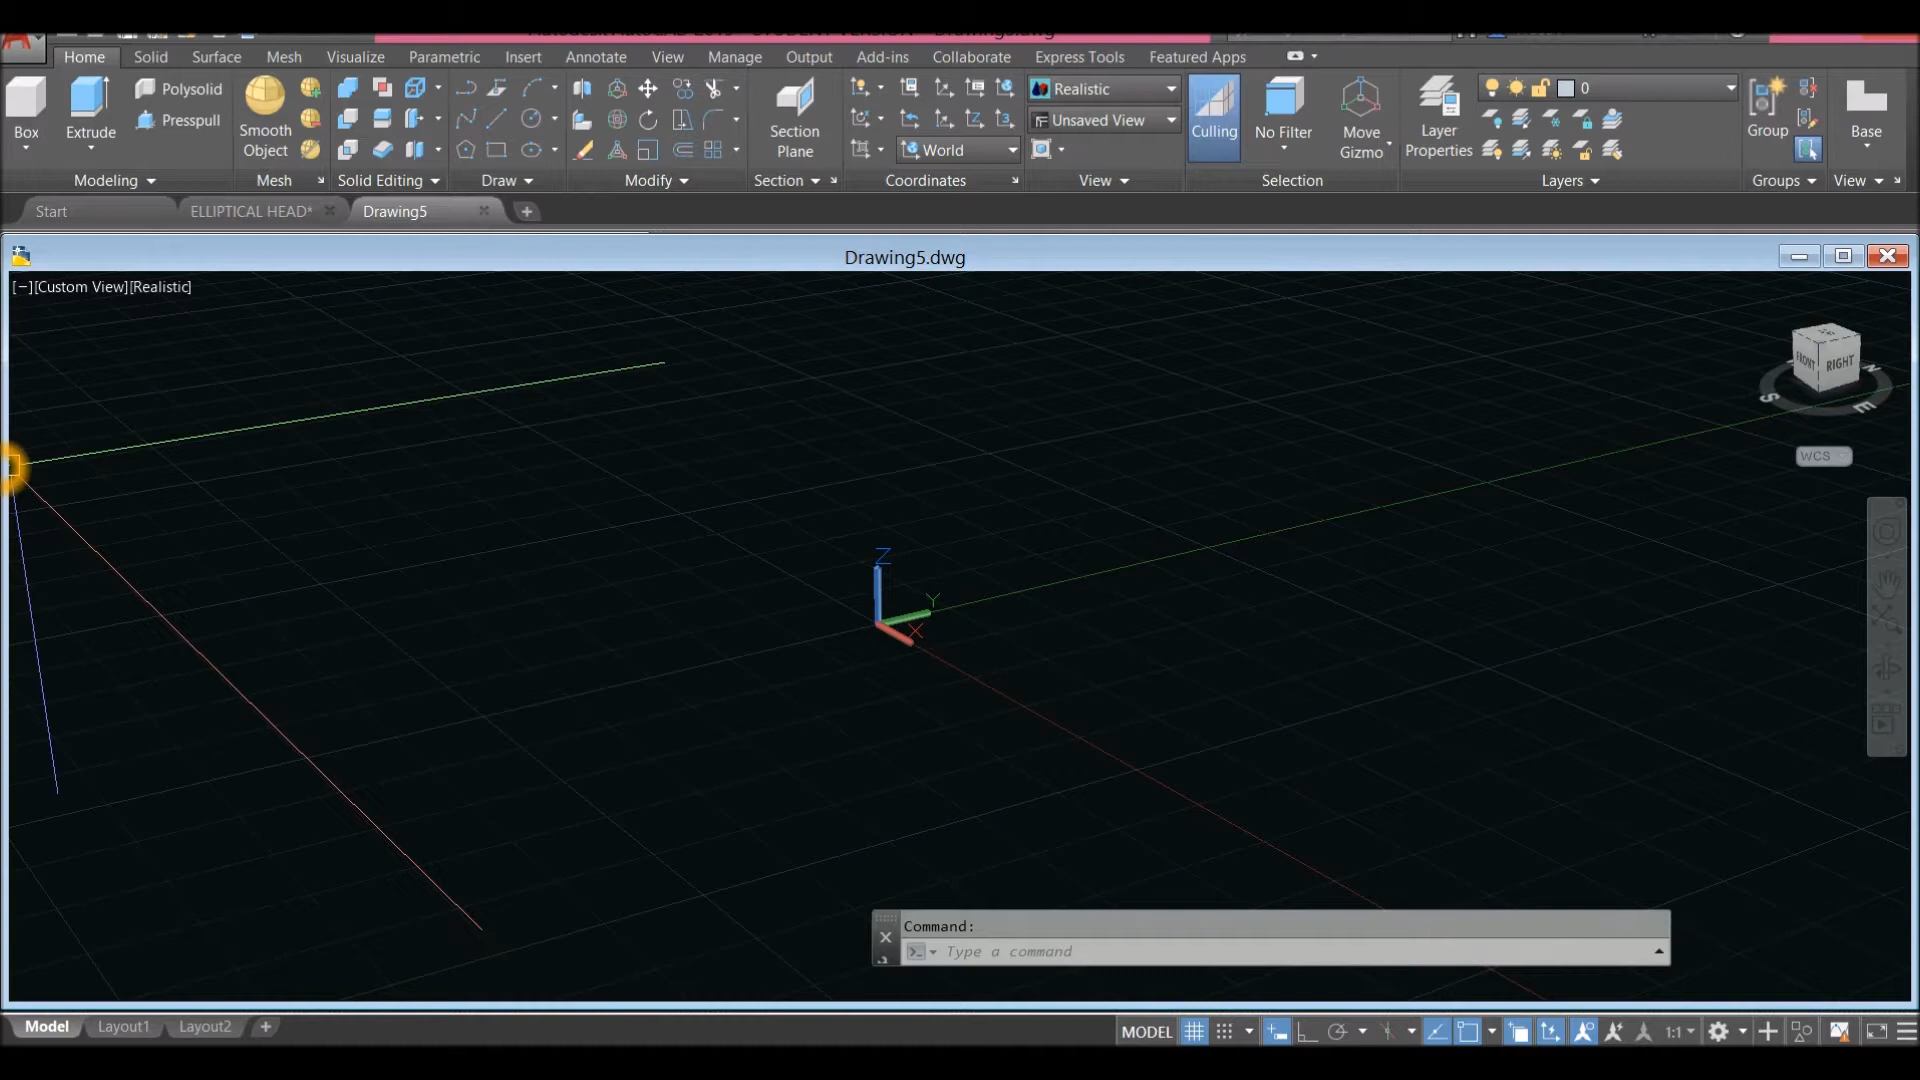 Home Solid Surface Mesh Visualize Parametric Insert Annotate View Manage Output Add-ins Collaborate Express Tools Featured Apps
Box
Extrude
Polysolid
Presspull
Smooth Object
Section Plane
World
Realistic
Unsaved View
Culling
No Filter
Move Gizmo
Layer Properties
0
Group
Base
Modeling Mesh Solid Editing Draw Modify Section Coordinates View Selection Layers Groups View
Start ELLIPTICAL HEAD* Drawing5
Drawing5.dwg
[−][Custom View][Realistic]
FRONT RIGHT
S E N
WCS
Z
Y
X
Command:
Type a command
Model Layout1 Layout2
MODEL 1:1